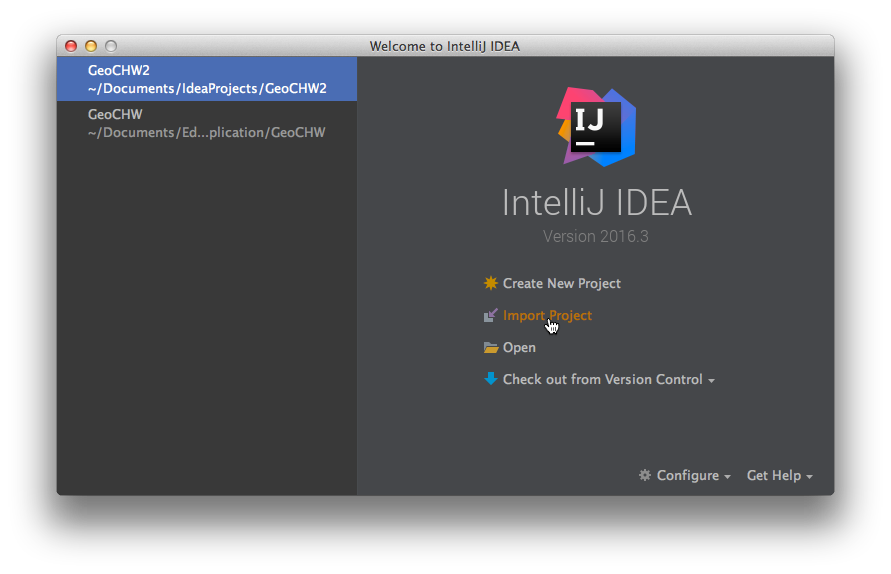 Welcome to IntelliJ IDEA
GeoCHW2
~/Documents/IdeaProjects/GeoCHW2
GeoCHW
~/Documents/Ed...plication/GeoCHW
IJ
IntelliJ IDEA
Version 2016.3
Create New Project
Import Project
Open
Check out from Version Control
Configure
Get Help